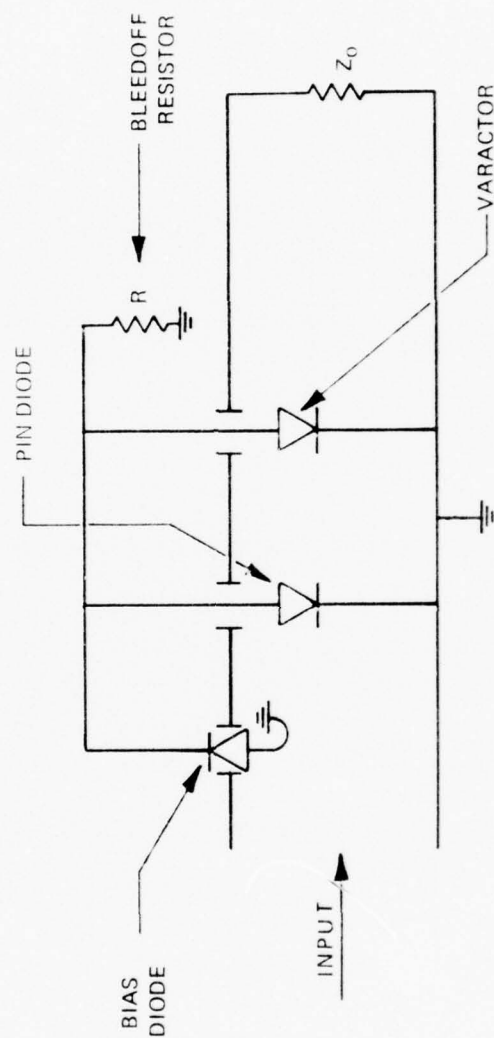 BLEEDOFF
RESISTOR
PIN DIODE
R
Z0
VARACTOR
BIAS
DIODE
INPUT